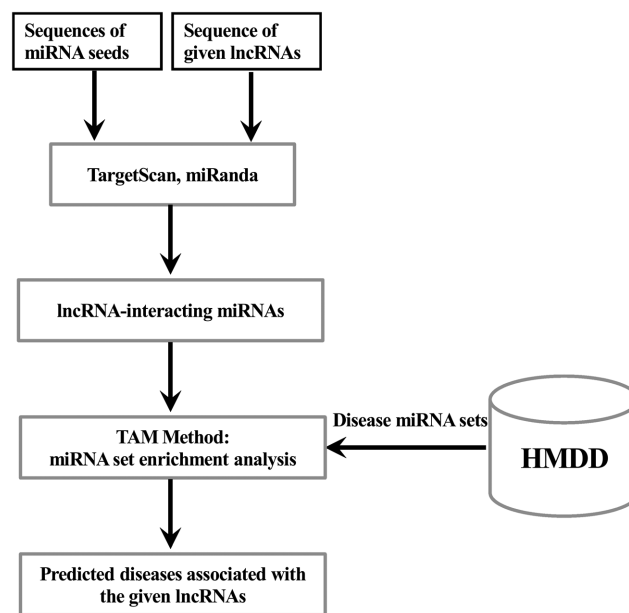 Sequences of
miRNA seeds
Sequence of
given lncRNAs
TargetScan, miRanda
lncRNA-interacting miRNAs
TAM Method:
miRNA set enrichment analysis
Disease miRNA sets
HMDD
Predicted diseases associated with
the given lncRNAs